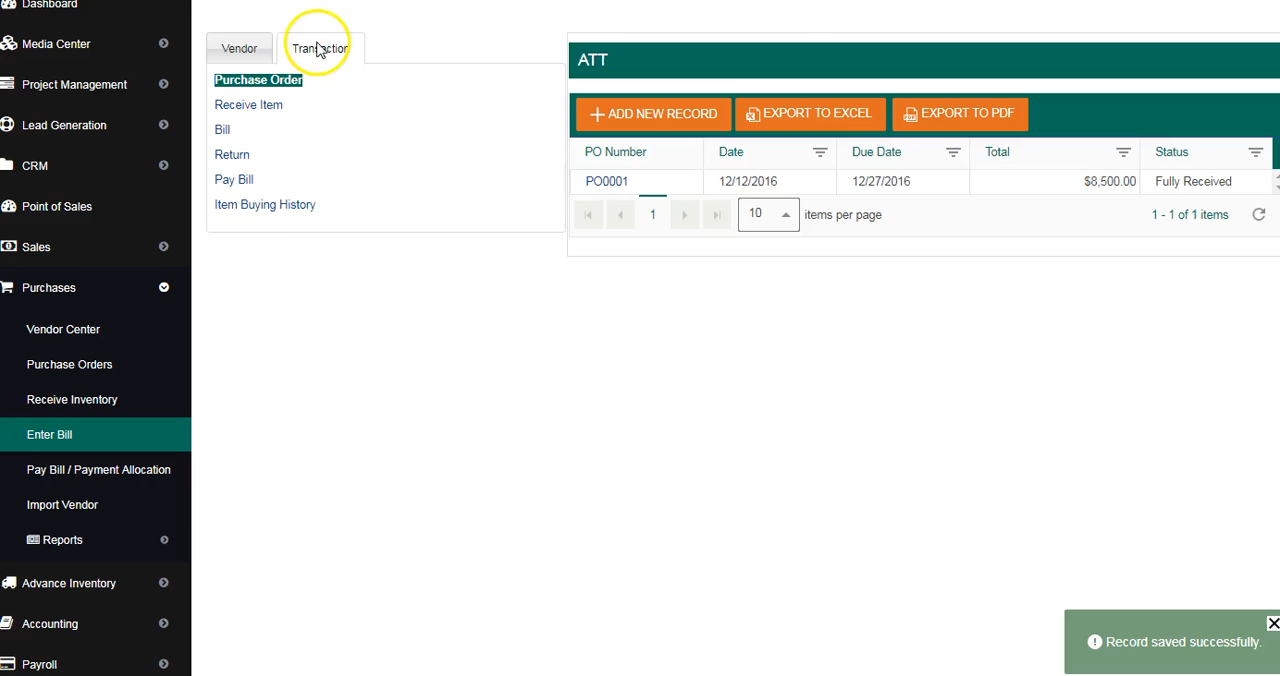 Dashboard
Media Center
Project Management
Lead Generation
CRM
Point of Sales
Sales
Purchases
Vendor Center
Purchase Orders
Receive Inventory
Enter Bill
Pay Bill / Payment Allocation
Import Vendor
Reports
Advance Inventory
Accounting
Payroll
Vendor Transaction
Purchase Order
Receive Item
Bill
Return
Pay Bill
Item Buying History
ATT
ADD NEW RECORD EXPORT TO EXCEL EXPORT TO PDF
PO Number Date Due Date Total Status
PO0001 12/12/2016 12/27/2016 $8,500.00 Fully Received
1 10 items per page 1 - 1 of 1 items
Record saved successfully.